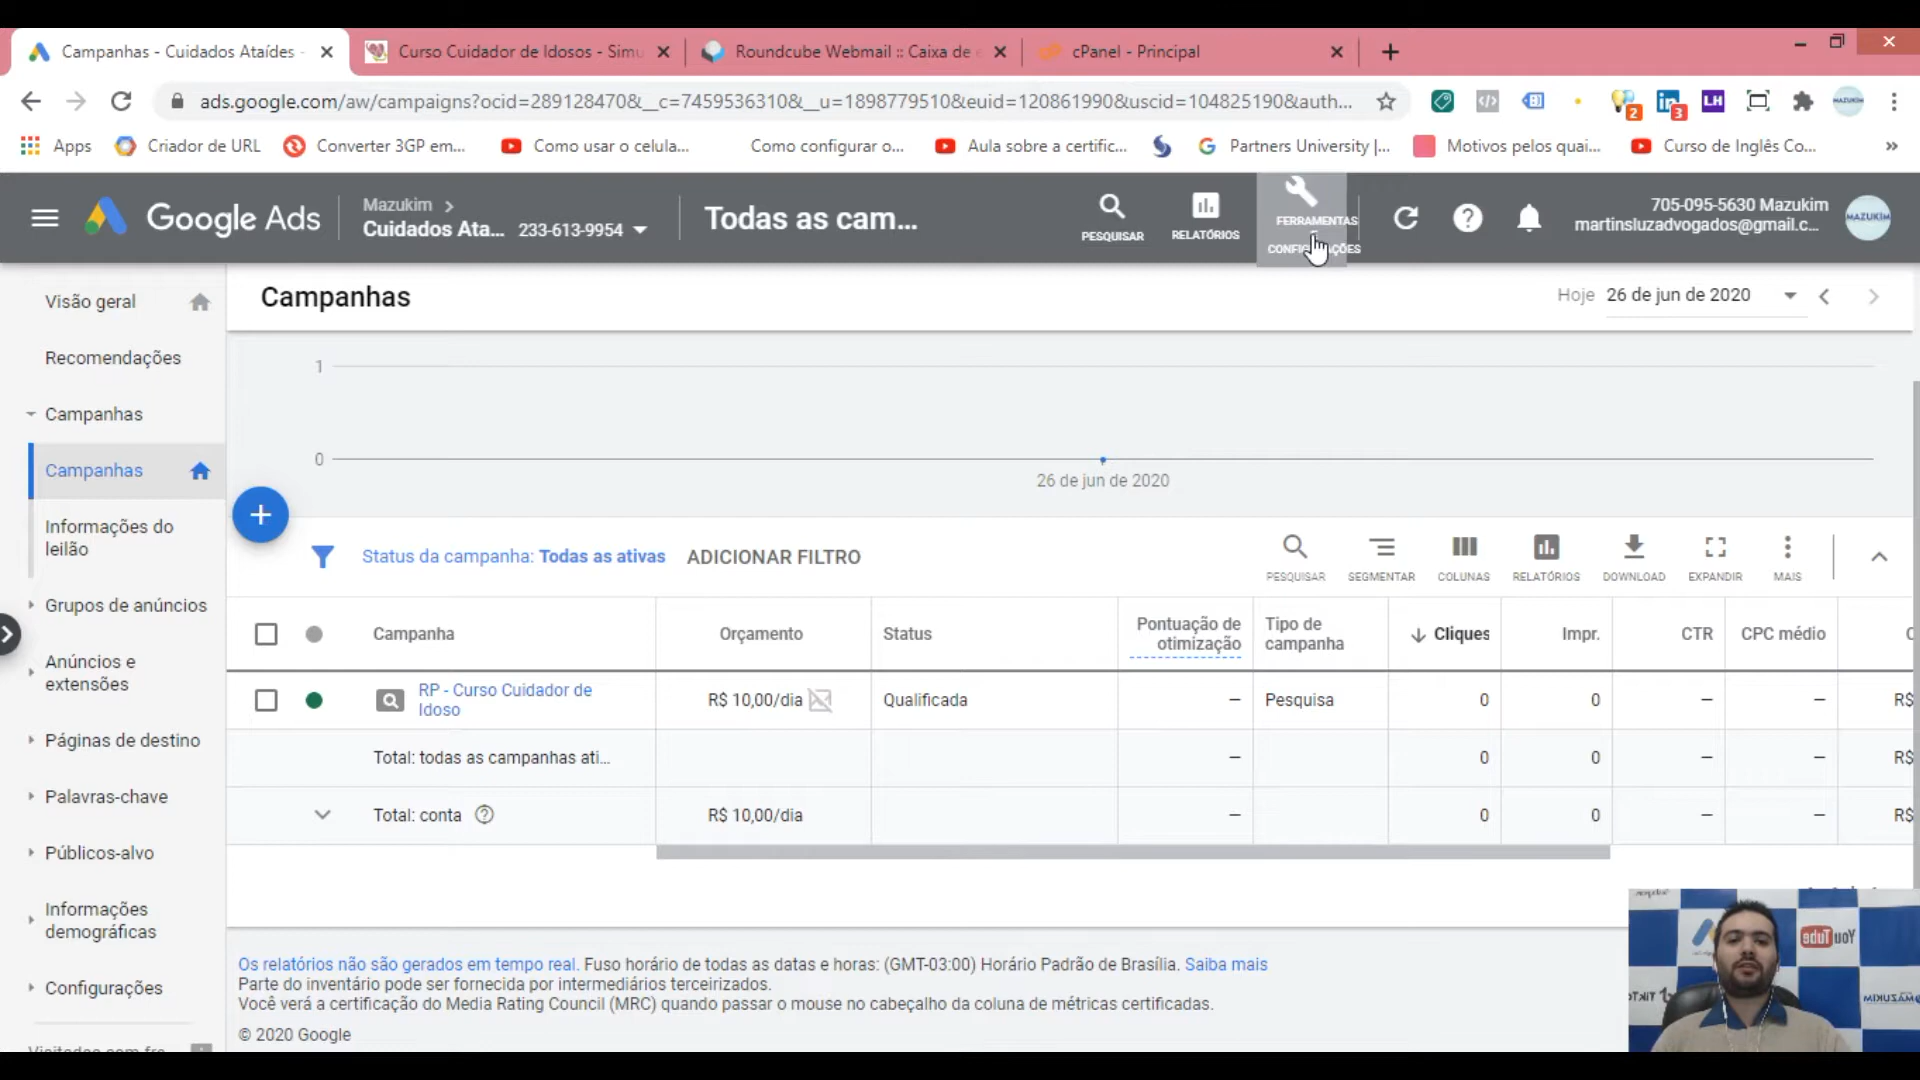 Campanhas - Cuidados Ataídes -
Curso Cuidador de Idosos - Simu
Roundcube Webmail :: Caixa de e
cPanel - Principal
ads.google.com/aw/campaigns?ocid=289128470&__c=7459536310&__u=1898779510&euid=120861990&uscid=104825190&auth...
2
3
LH
MAZUKIM
Apps
Criador de URL
Converter 3GP em...
Como usar o celula...
Como configurar o...
Aula sobre a certific...
Partners University |...
Motivos pelos quai...
Curso de Inglês Co...
»
Google Ads
Mazukim >
Cuidados Ata... 233-613-9954
Todas as cam...
PESQUISAR
RELATÓRIOS
FERRAMENTAS
705-095-5630 Mazukim
martinsluzadvogados@gmail.c...
MAZUKIM
Visão geral
Recomendações
Campanhas
Campanhas
Informações do
leilão
Grupos de anúncios
Anúncios e
extensões
Páginas de destino
Palavras-chave
Públicos-alvo
Informações
demográficas
Configurações
Campanhas
Hoje 26 de jun de 2020
1
0
26 de jun de 2020
Status da campanha: Todas as ativas ADICIONAR FILTRO
PESQUISAR
SEGMENTAR
COLUNAS
RELATÓRIOS
DOWNLOAD
EXPANDIR
MAIS
Campanha Orçamento Status Pontuação de otimização Tipo de campanha Cliques Impr. CTR CPC médio C
RP - Curso Cuidador de Idoso R$ 10,00/dia Qualificada — Pesquisa 0 0 — — R$
Total: todas as campanhas ati... — 0 0 — — R$
Total: conta R$ 10,00/dia — 0 0 — — R$
Os relatórios não são gerados em tempo real. Fuso horário de todas as datas e horas: (GMT-03:00) Horário Padrão de Brasília. Saiba mais
Parte do inventário pode ser fornecida por intermediários terceirizados.
Você verá a certificação do Media Rating Council (MRC) quando passar o mouse no cabeçalho da coluna de métricas certificadas.
© 2020 Google
YouTube
MAZUKIM